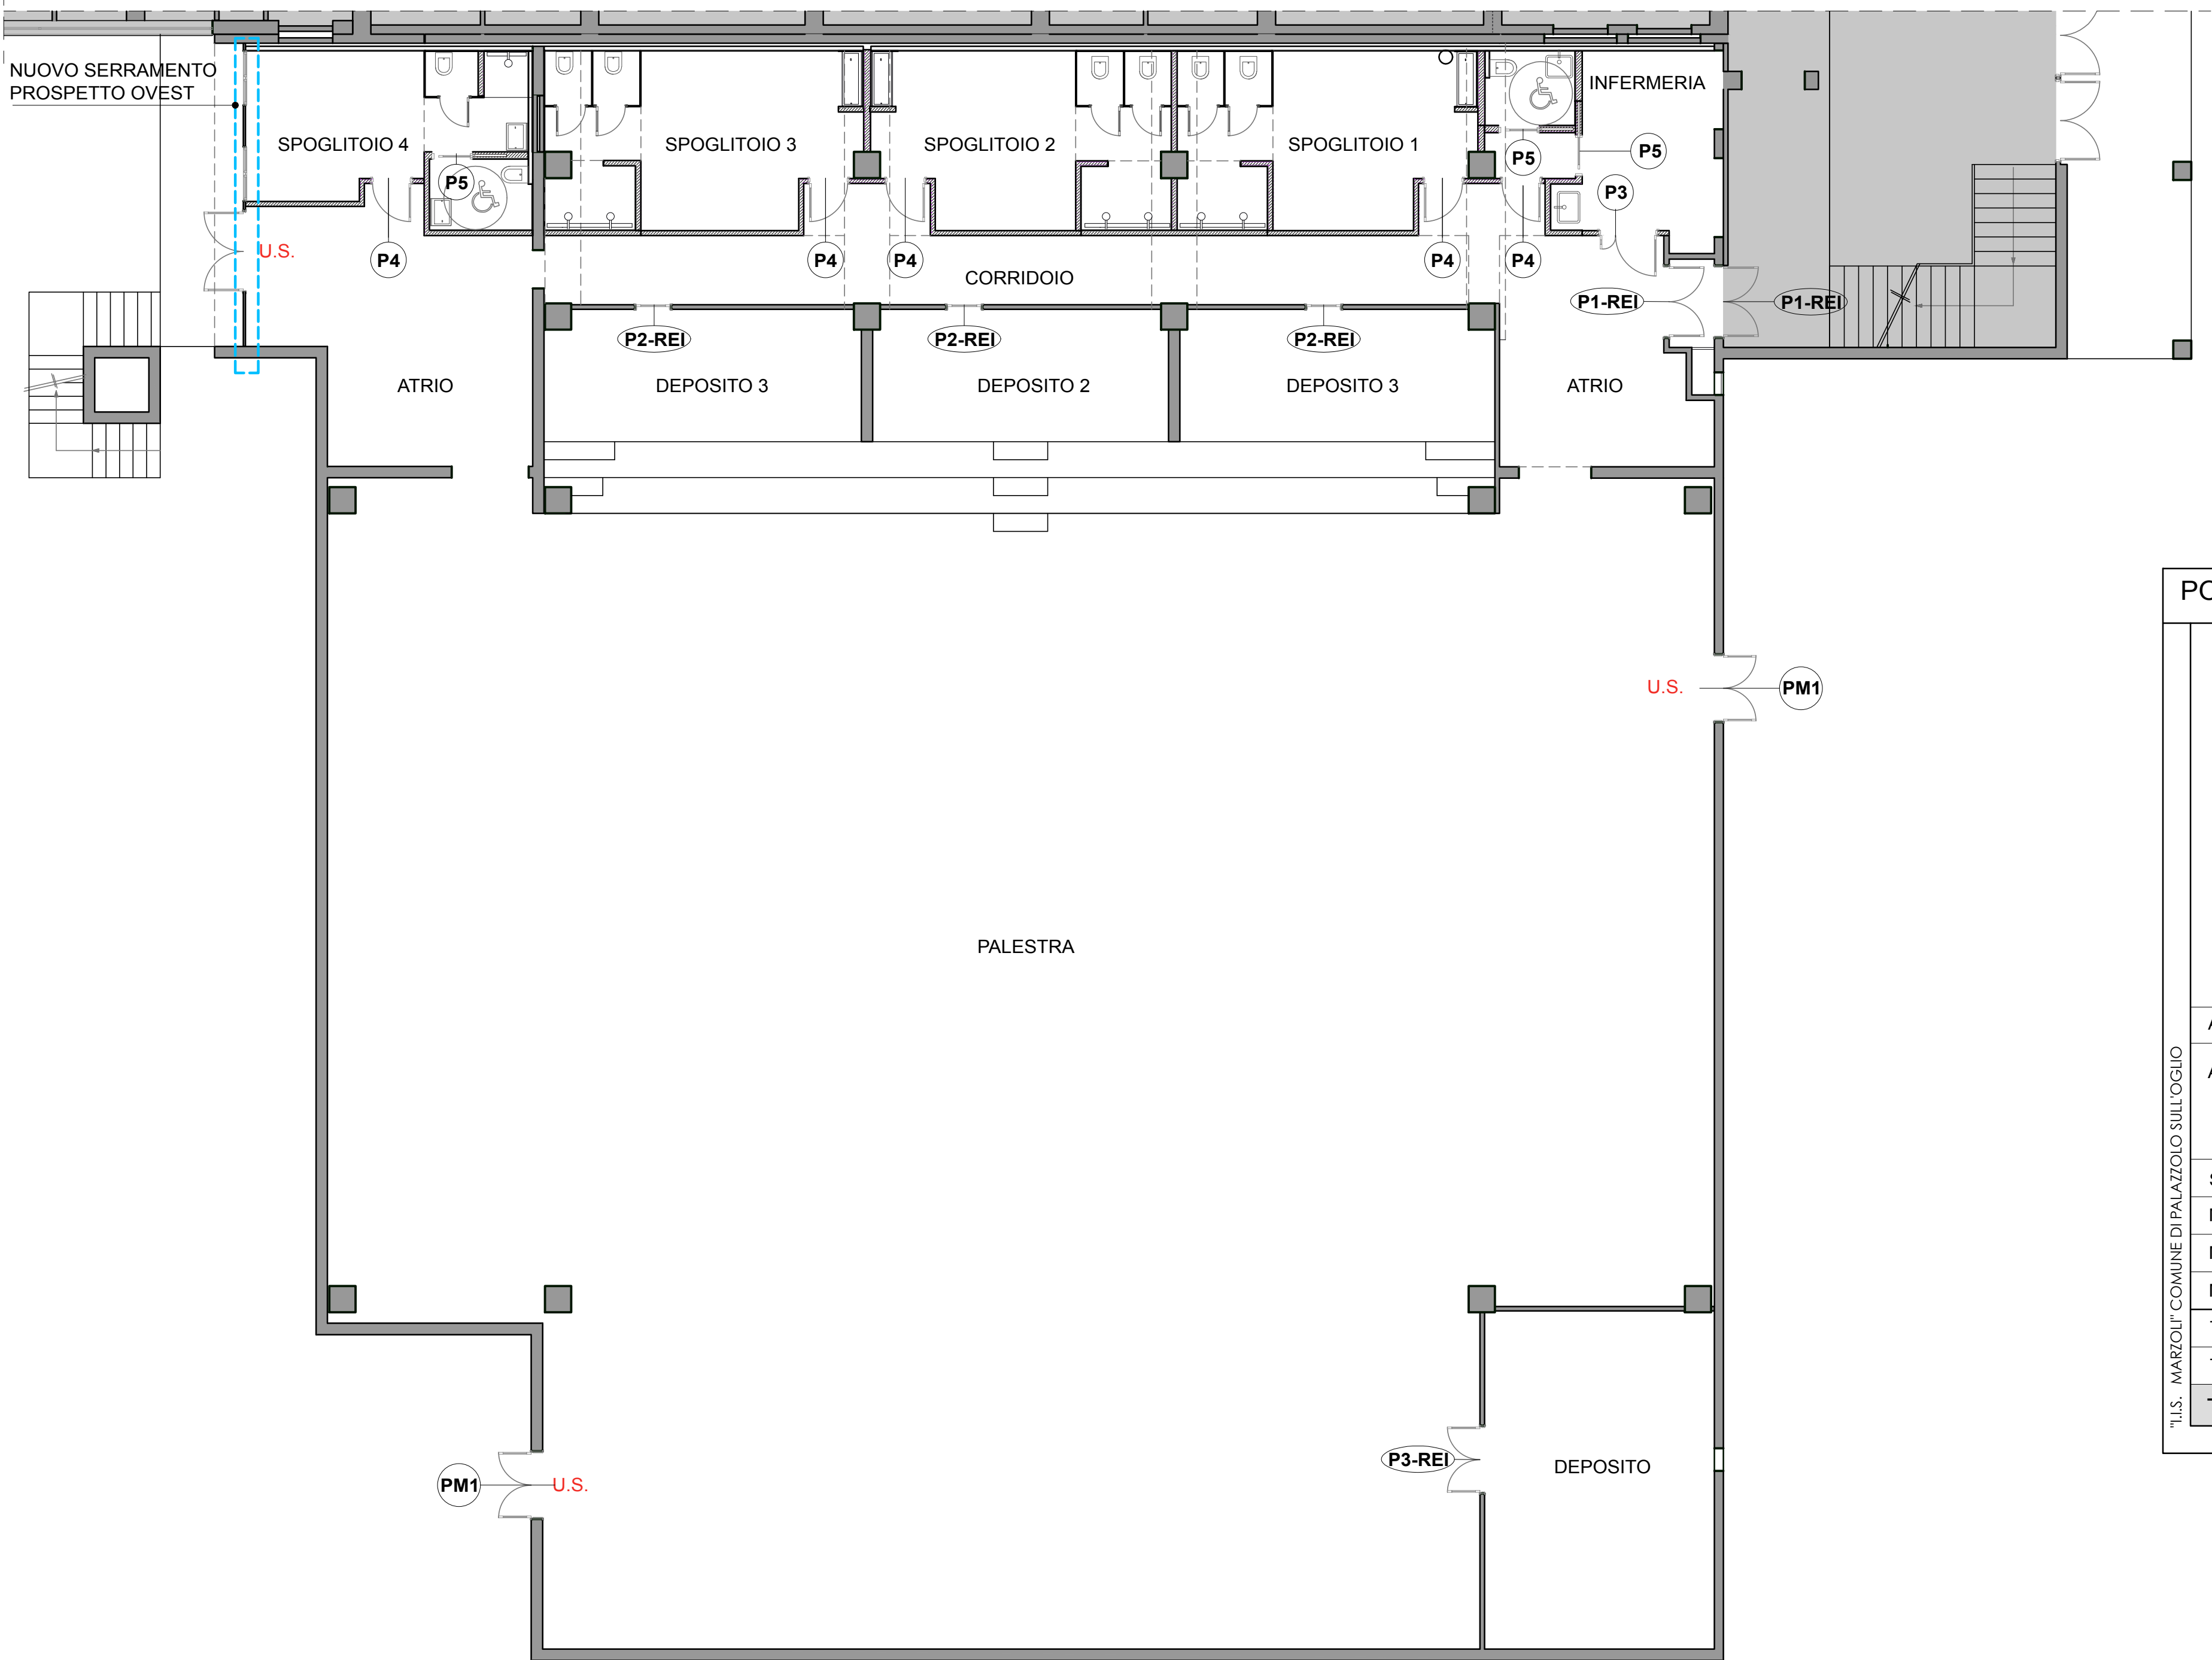 NUOVO SERRAMENTO
PROSPETTO OVEST
SPOGLITOIO 4
SPOGLITOIO 3
SPOGLITOIO 2
SPOGLITOIO 1
INFERMERIA
P5
P5
P5
P3
U.S.
P4
P4
P4
P4
P4
CORRIDOIO
P1-REI
P1-REI
P2-REI
P2-REI
P2-REI
ATRIO
DEPOSITO 3
DEPOSITO 2
DEPOSITO 3
ATRIO
U.S.
PM1
PALESTRA
P3-REI
DEPOSITO
PM1
U.S.
"I.I.S. MARZOLI" COMUNE DI PALAZZOLO SULL'OGLIO